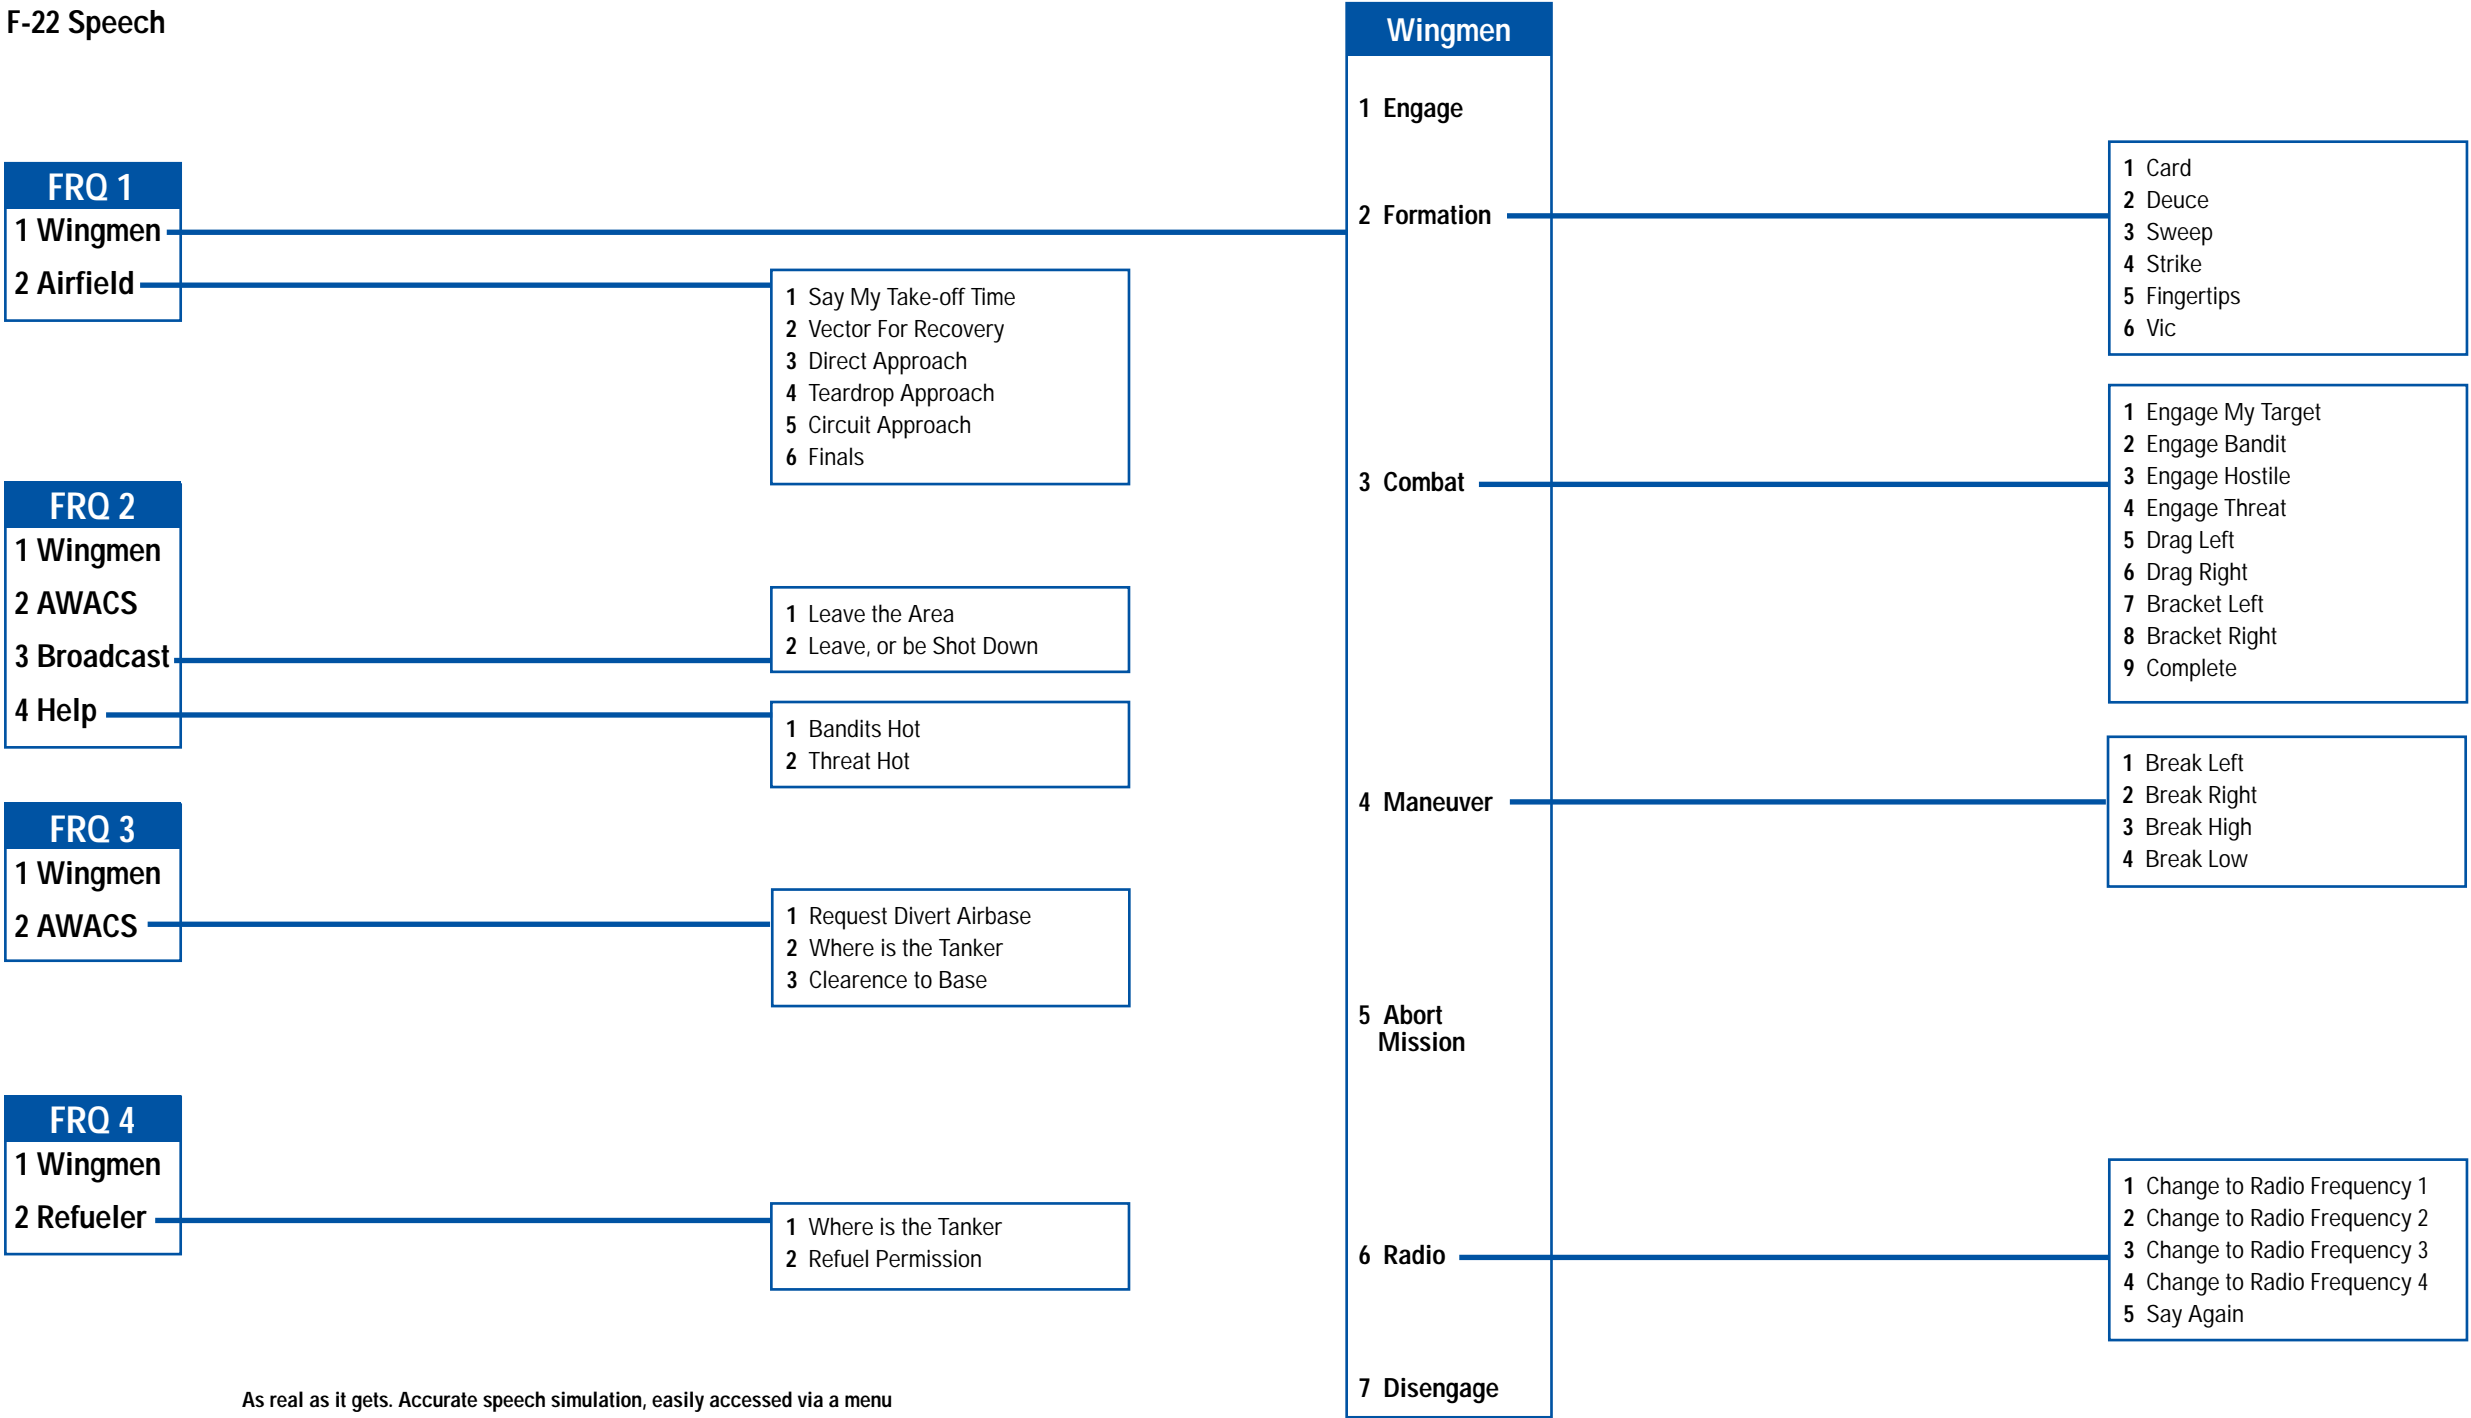 F-22 Speech
FRQ 1
1 Wingmen
2 Airfield
1 Say My Take-off Time
2 Vector For Recovery
3 Direct Approach
4 Teardrop Approach
5 Circuit Approach
6 Finals
FRQ 2
1 Wingmen
2 AWACS
3 Broadcast
4 Help
1 Leave the Area
2 Leave, or be Shot Down
1 Bandits Hot
2 Threat Hot
FRQ 3
1 Wingmen
2 AWACS
1 Request Divert Airbase
2 Where is the Tanker
3 Clearence to Base
FRQ 4
1 Wingmen
2 Refueler
1 Where is the Tanker
2 Refuel Permission
Wingmen
1 Engage
2 Formation
1 Card
2 Deuce
3 Sweep
4 Strike
5 Fingertips
6 Vic
3 Combat
1 Engage My Target
2 Engage Bandit
3 Engage Hostile
4 Engage Threat
5 Drag Left
6 Drag Right
7 Bracket Left
8 Bracket Right
9 Complete
4 Maneuver
1 Break Left
2 Break Right
3 Break High
4 Break Low
5 Abort
Mission
6 Radio
1 Change to Radio Frequency 1
2 Change to Radio Frequency 2
3 Change to Radio Frequency 3
4 Change to Radio Frequency 4
5 Say Again
7 Disengage
As real as it gets. Accurate speech simulation, easily accessed via a menu